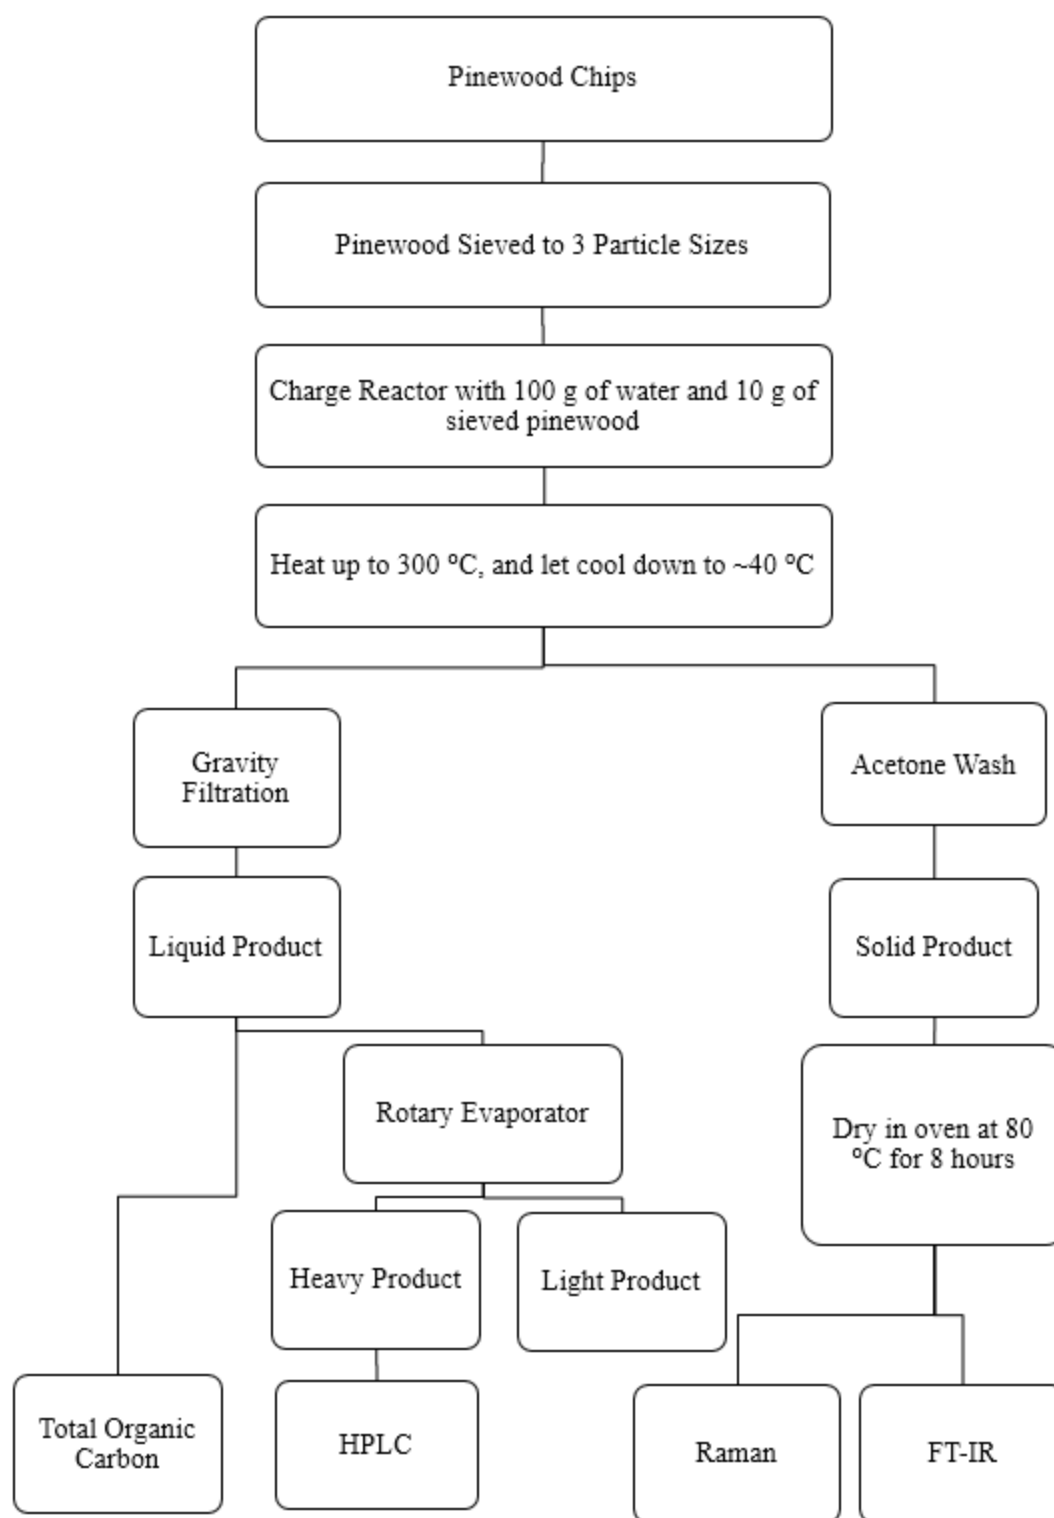 Pinewood Chips
Pinewood Sieved to 3 Particle Sizes
Charge Reactor with 100 g of water and 10 g of
sieved pinewood
Heat up to 300 ºC, and let cool down to ~40 ºC
Gravity
Filtration
Acetone Wash
Liquid Product
Solid Product
Rotary Evaporator
Dry in oven at 80
ºC for 8 hours
Heavy Product
Light Product
Total Organic
Carbon
HPLC
Raman
FT-IR